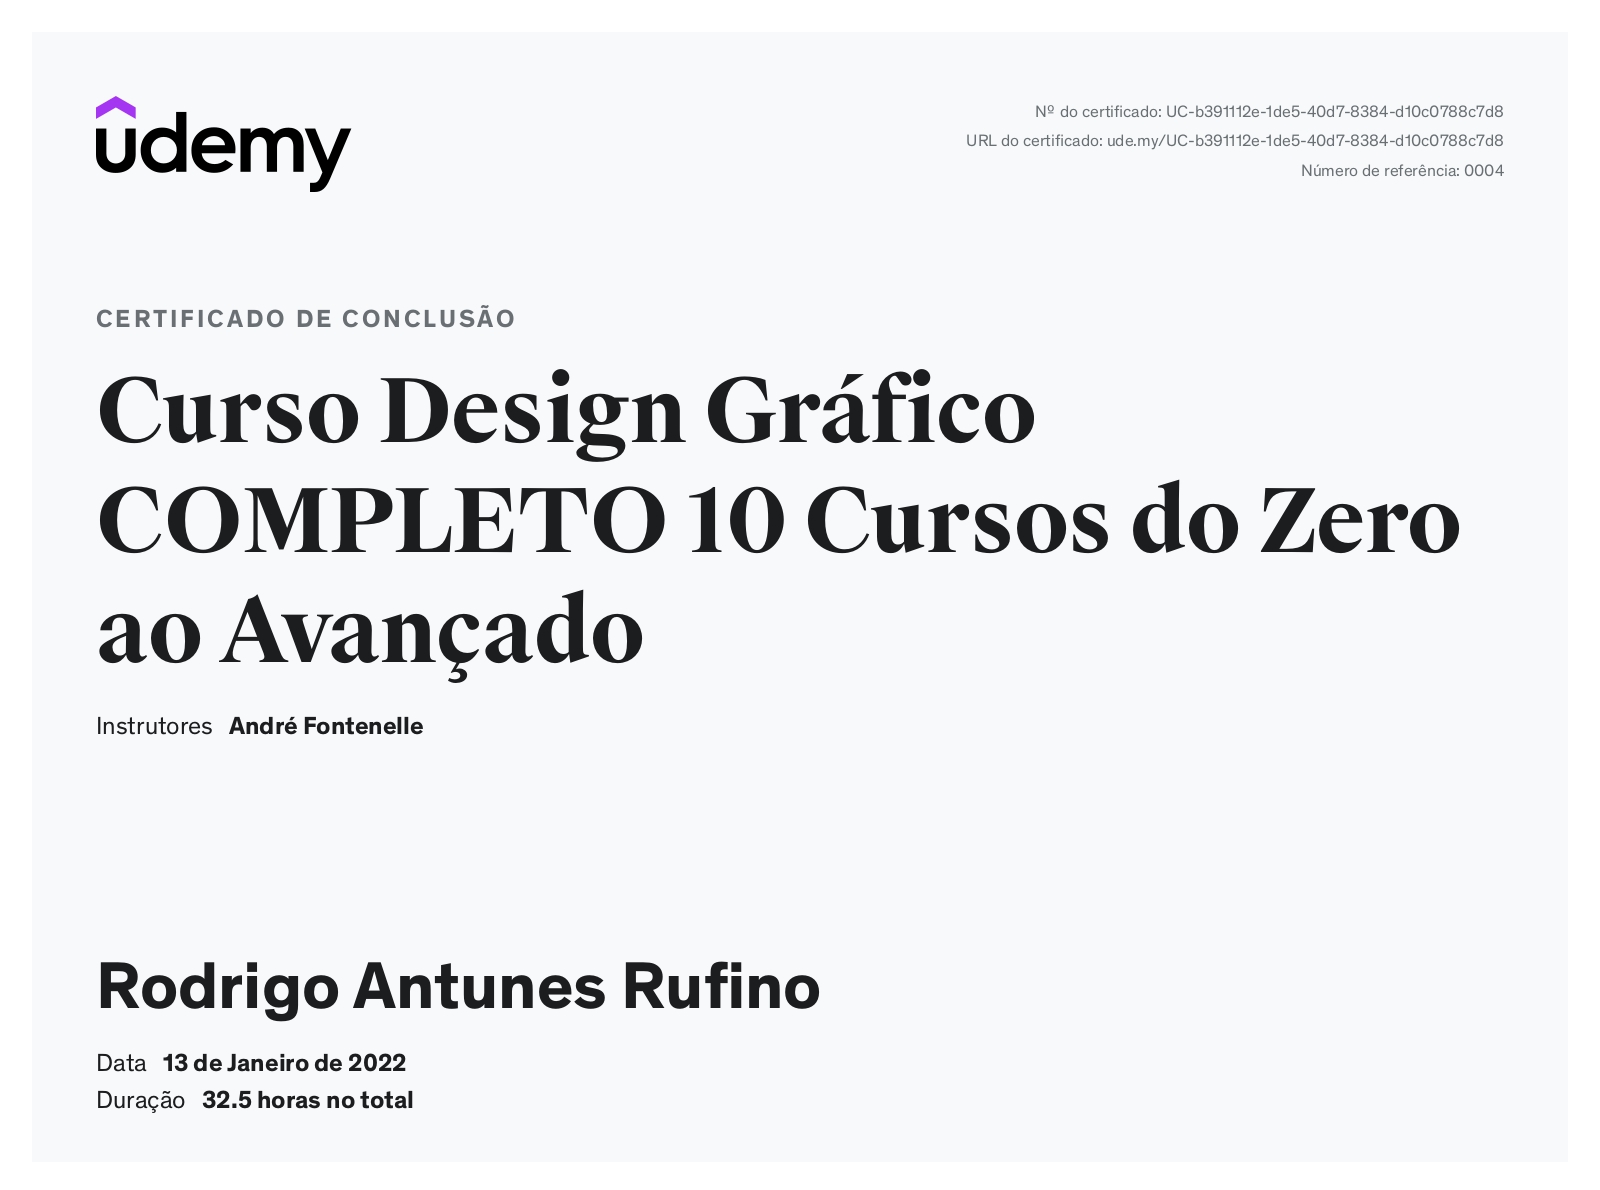 udemy
Nº do certificado: UC-b391112e-1de5-40d7-8384-d10c0788c7d8
URL do certificado: ude.my/UC-b391112e-1de5-40d7-8384-d10c0788c7d8
Número de referência: 0004
CERTIFICADO DE CONCLUSÃO
Curso Design Gráfico
COMPLETO 10 Cursos do Zero
ao Avançado
Instrutores André Fontenelle
Rodrigo Antunes Rufino
Data 13 de Janeiro de 2022
Duração 32.5 horas no total